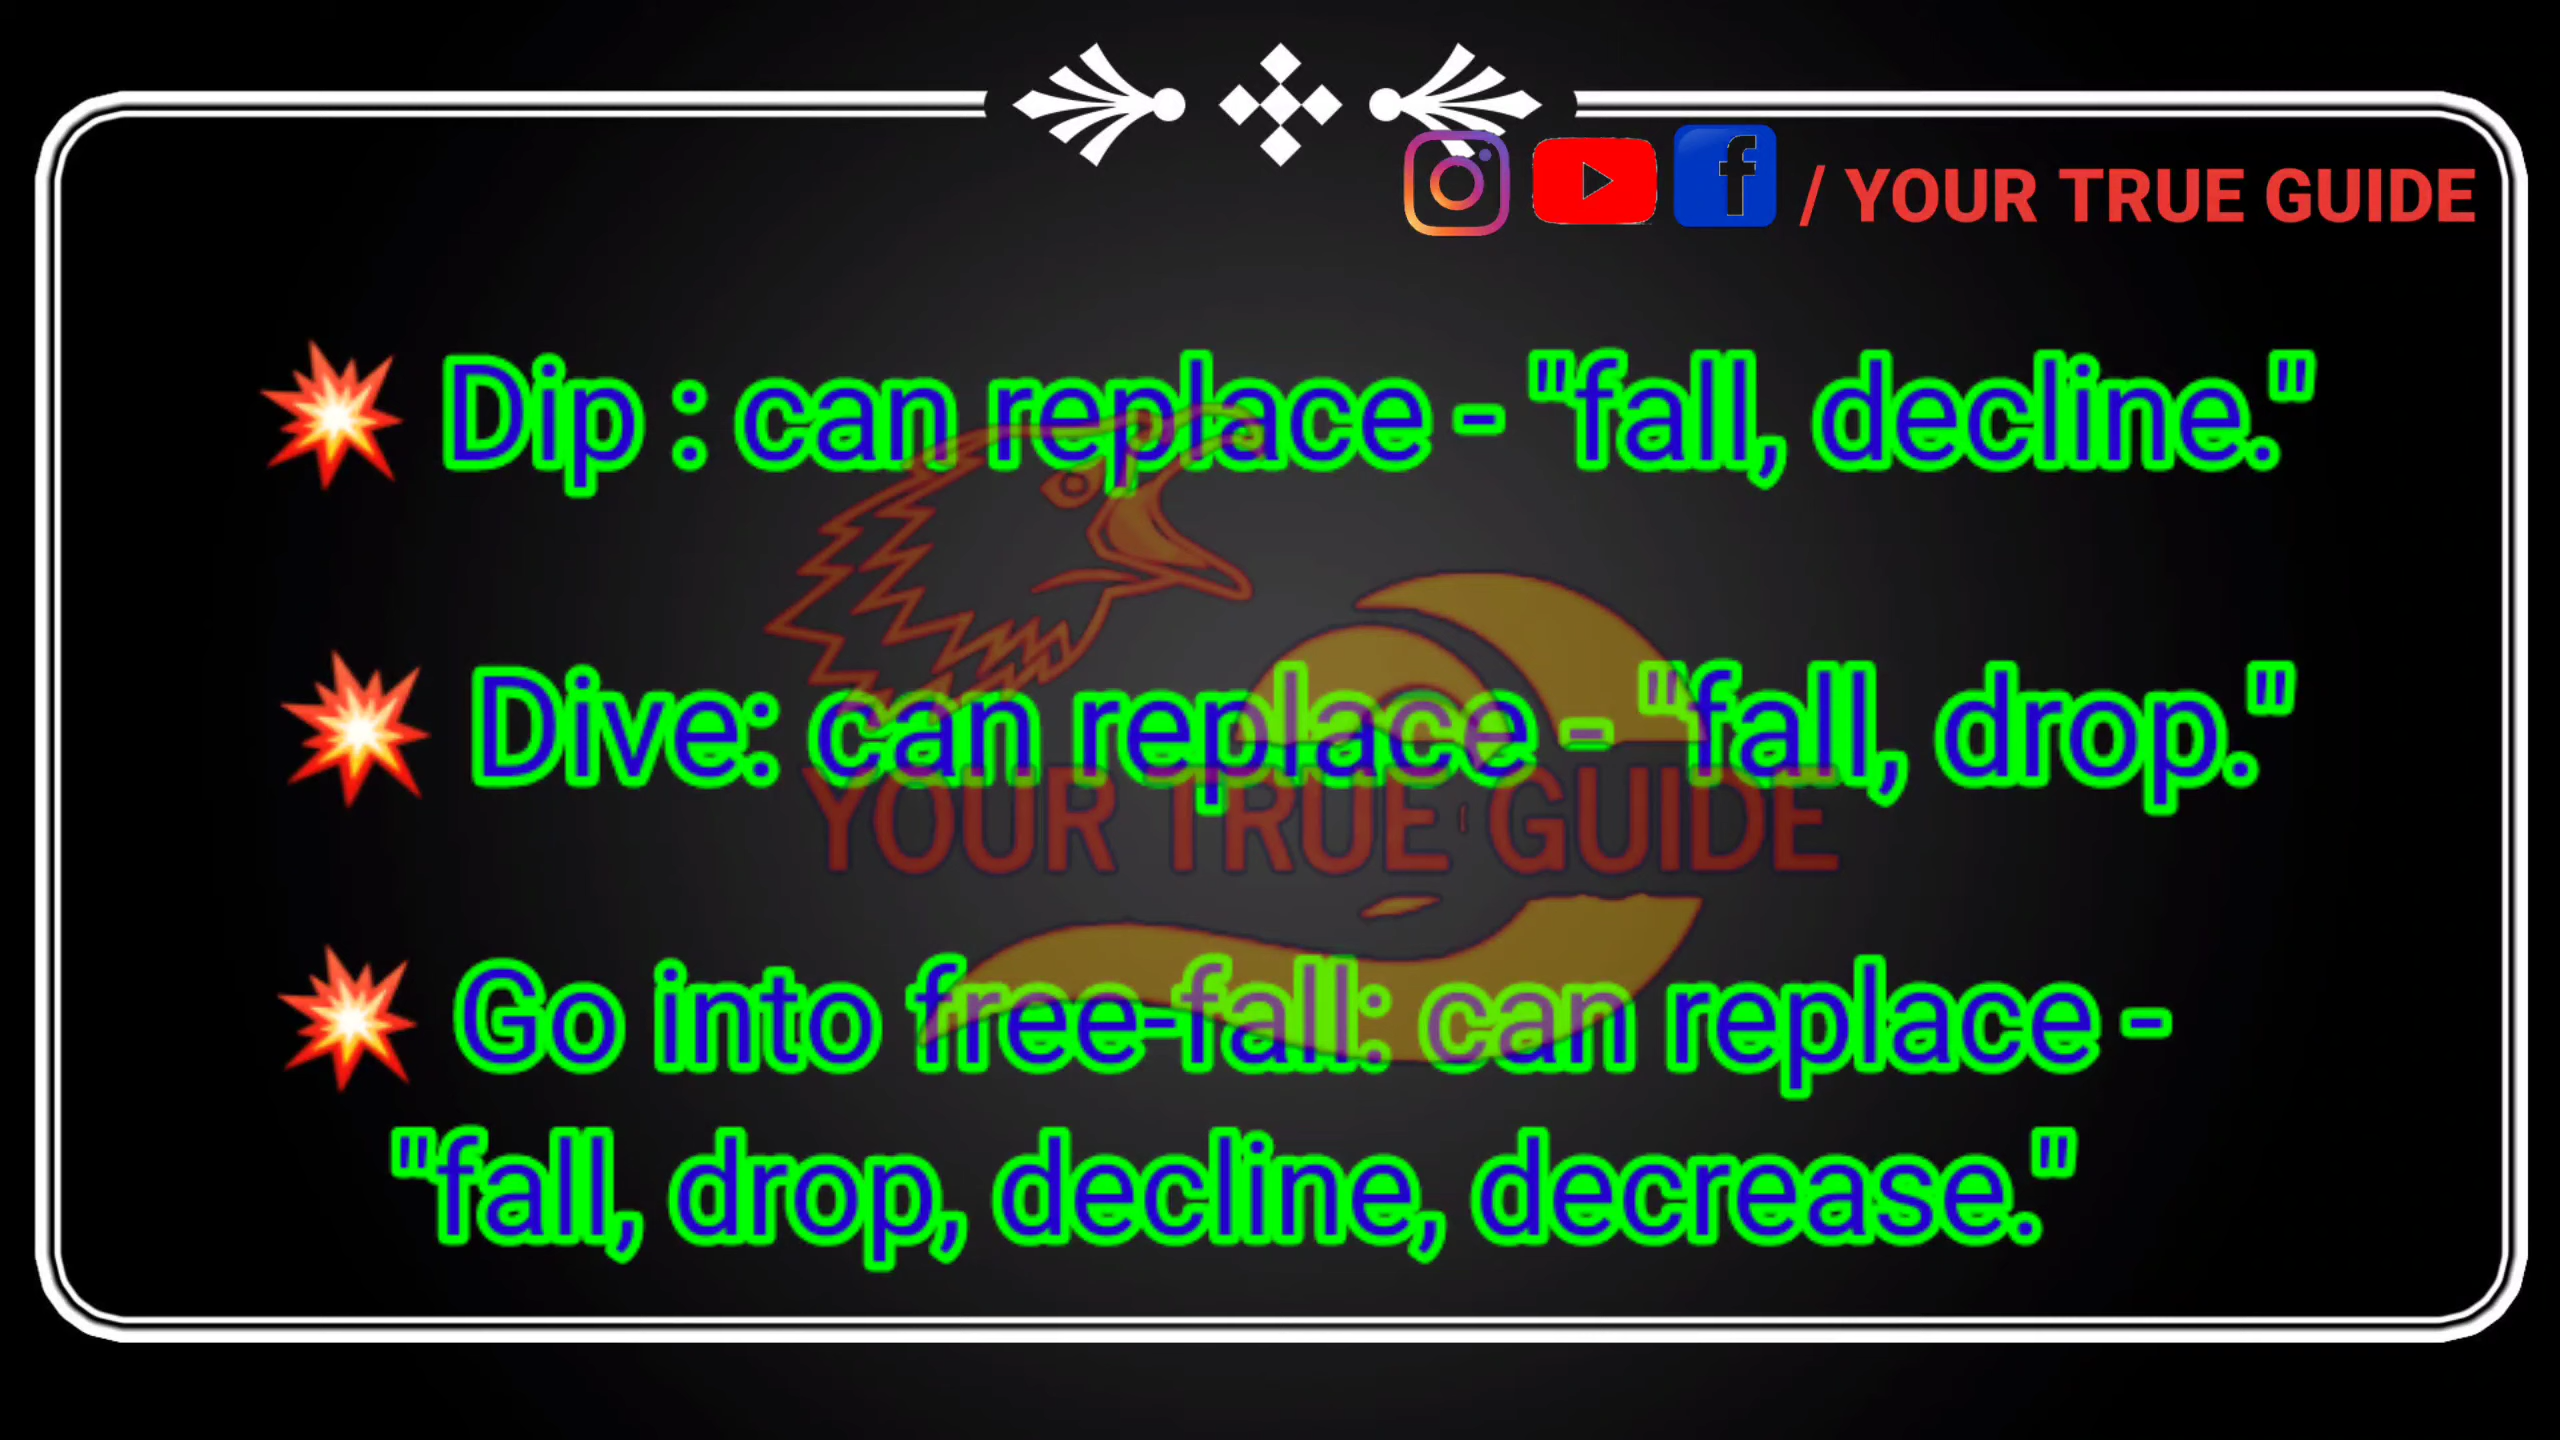 / YOUR TRUE GUIDE
💥 Dip : can replace - "fall, decline."
💥 Dive: can replace - "fall, drop."
YOUR TRUE GUIDE
💥 Go into free-fall: can replace -
"fall, drop, decline, decrease."